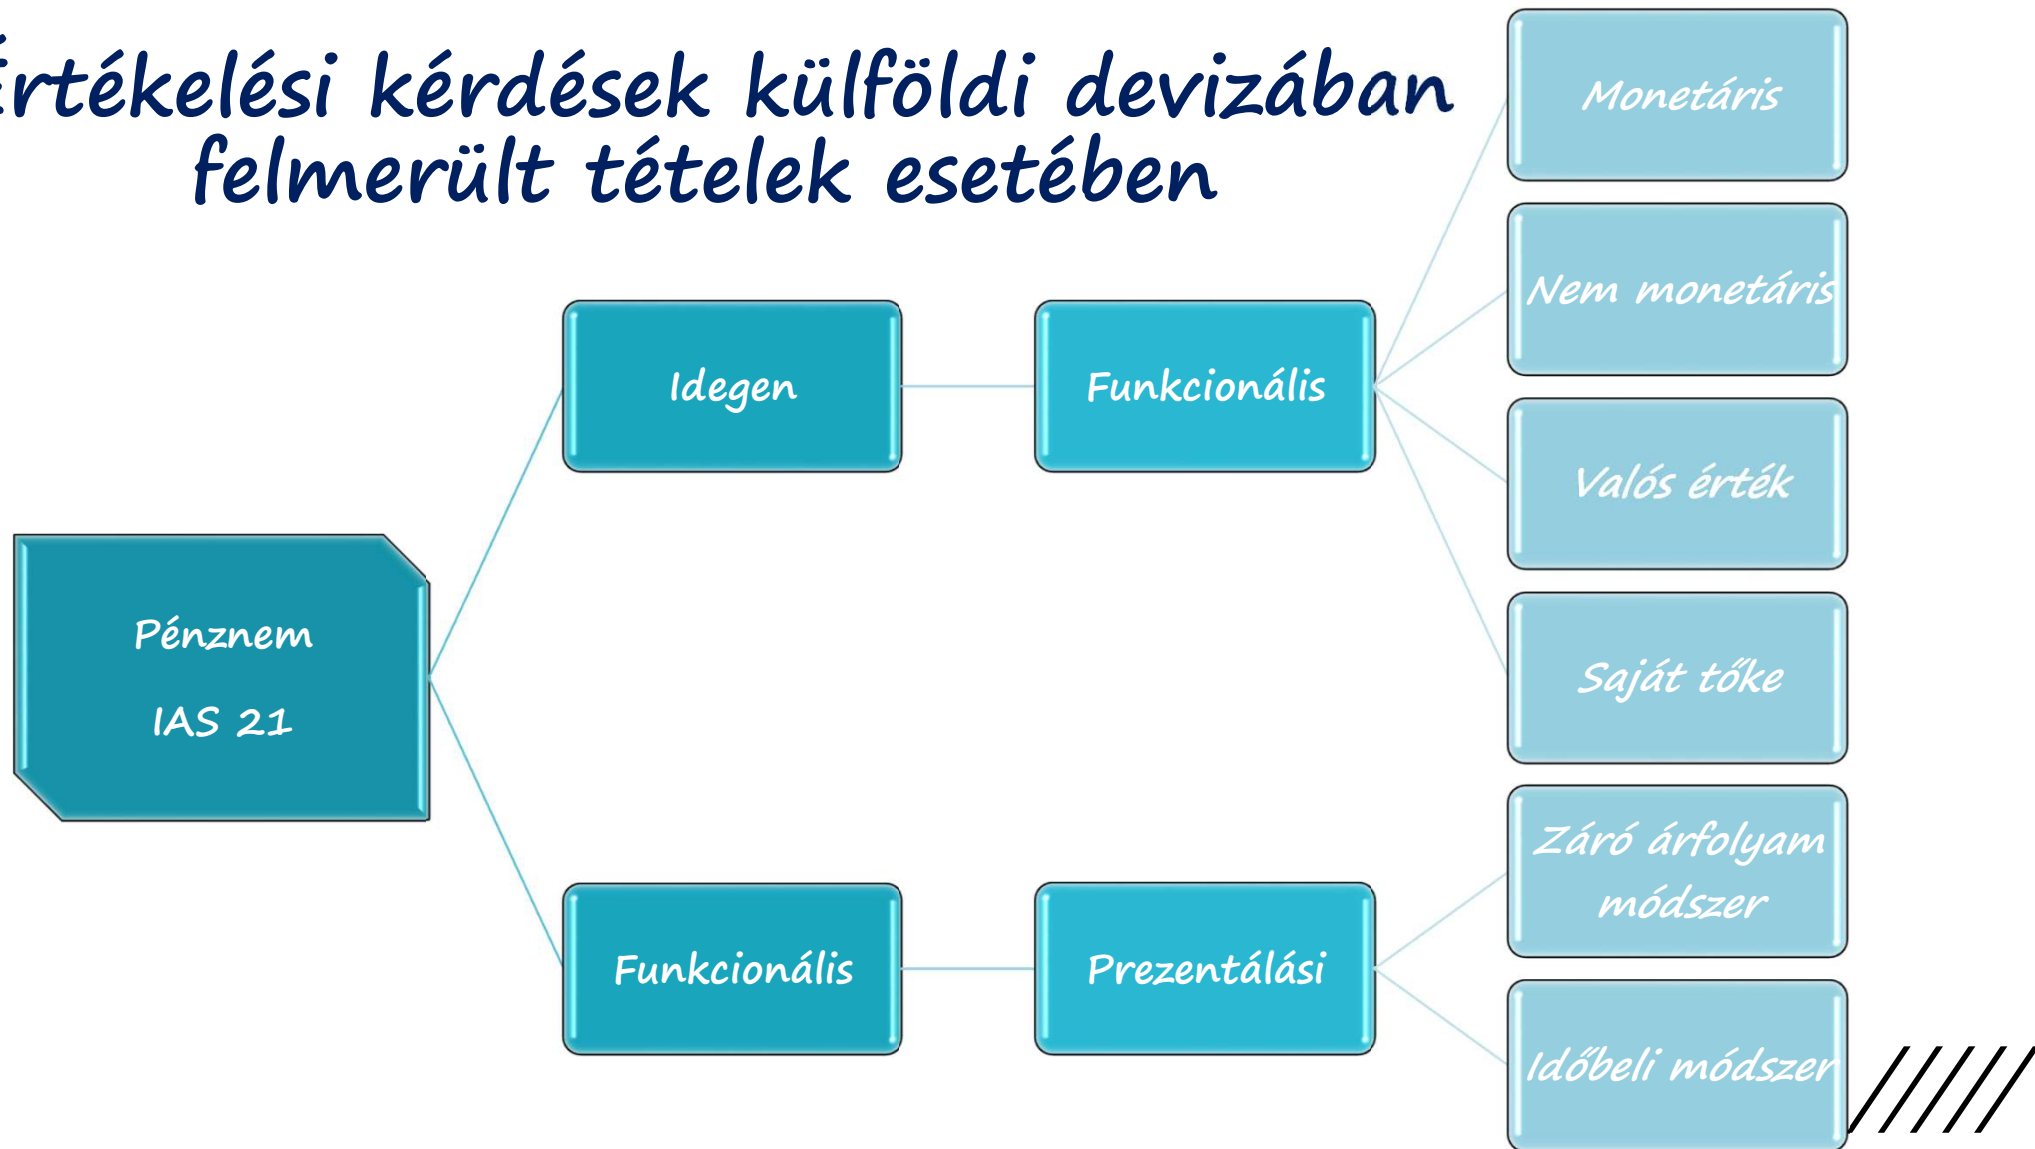 Értékelési kérdések külföldi devizában
felmerült tételek esetében
Pénznem
IAS 21
Idegen
Funkcionális
Monetáris
Nem monetáris
Valós érték
Saját tőke
Funkcionális
Prezentálási
Záró árfolyam
módszer
Időbeli módszer